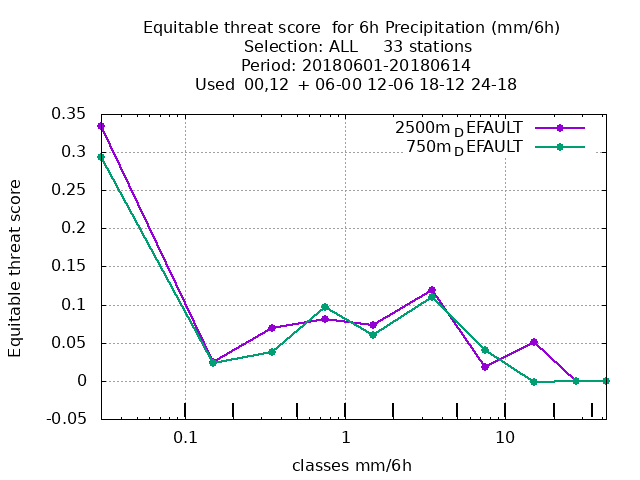 Equitable threat score  for 6h Precipitation (mm/6h)
Selection: ALL     33 stations
Period: 20180601-20180614
Used  00,12  + 06-00 12-06 18-12 24-18
2500m_DEFAULT
750m_DEFAULT
0.35
0.3
0.25
0.2
0.15
0.1
0.05
0
-0.05
Equitable threat score
0.1 1 10
classes mm/6h